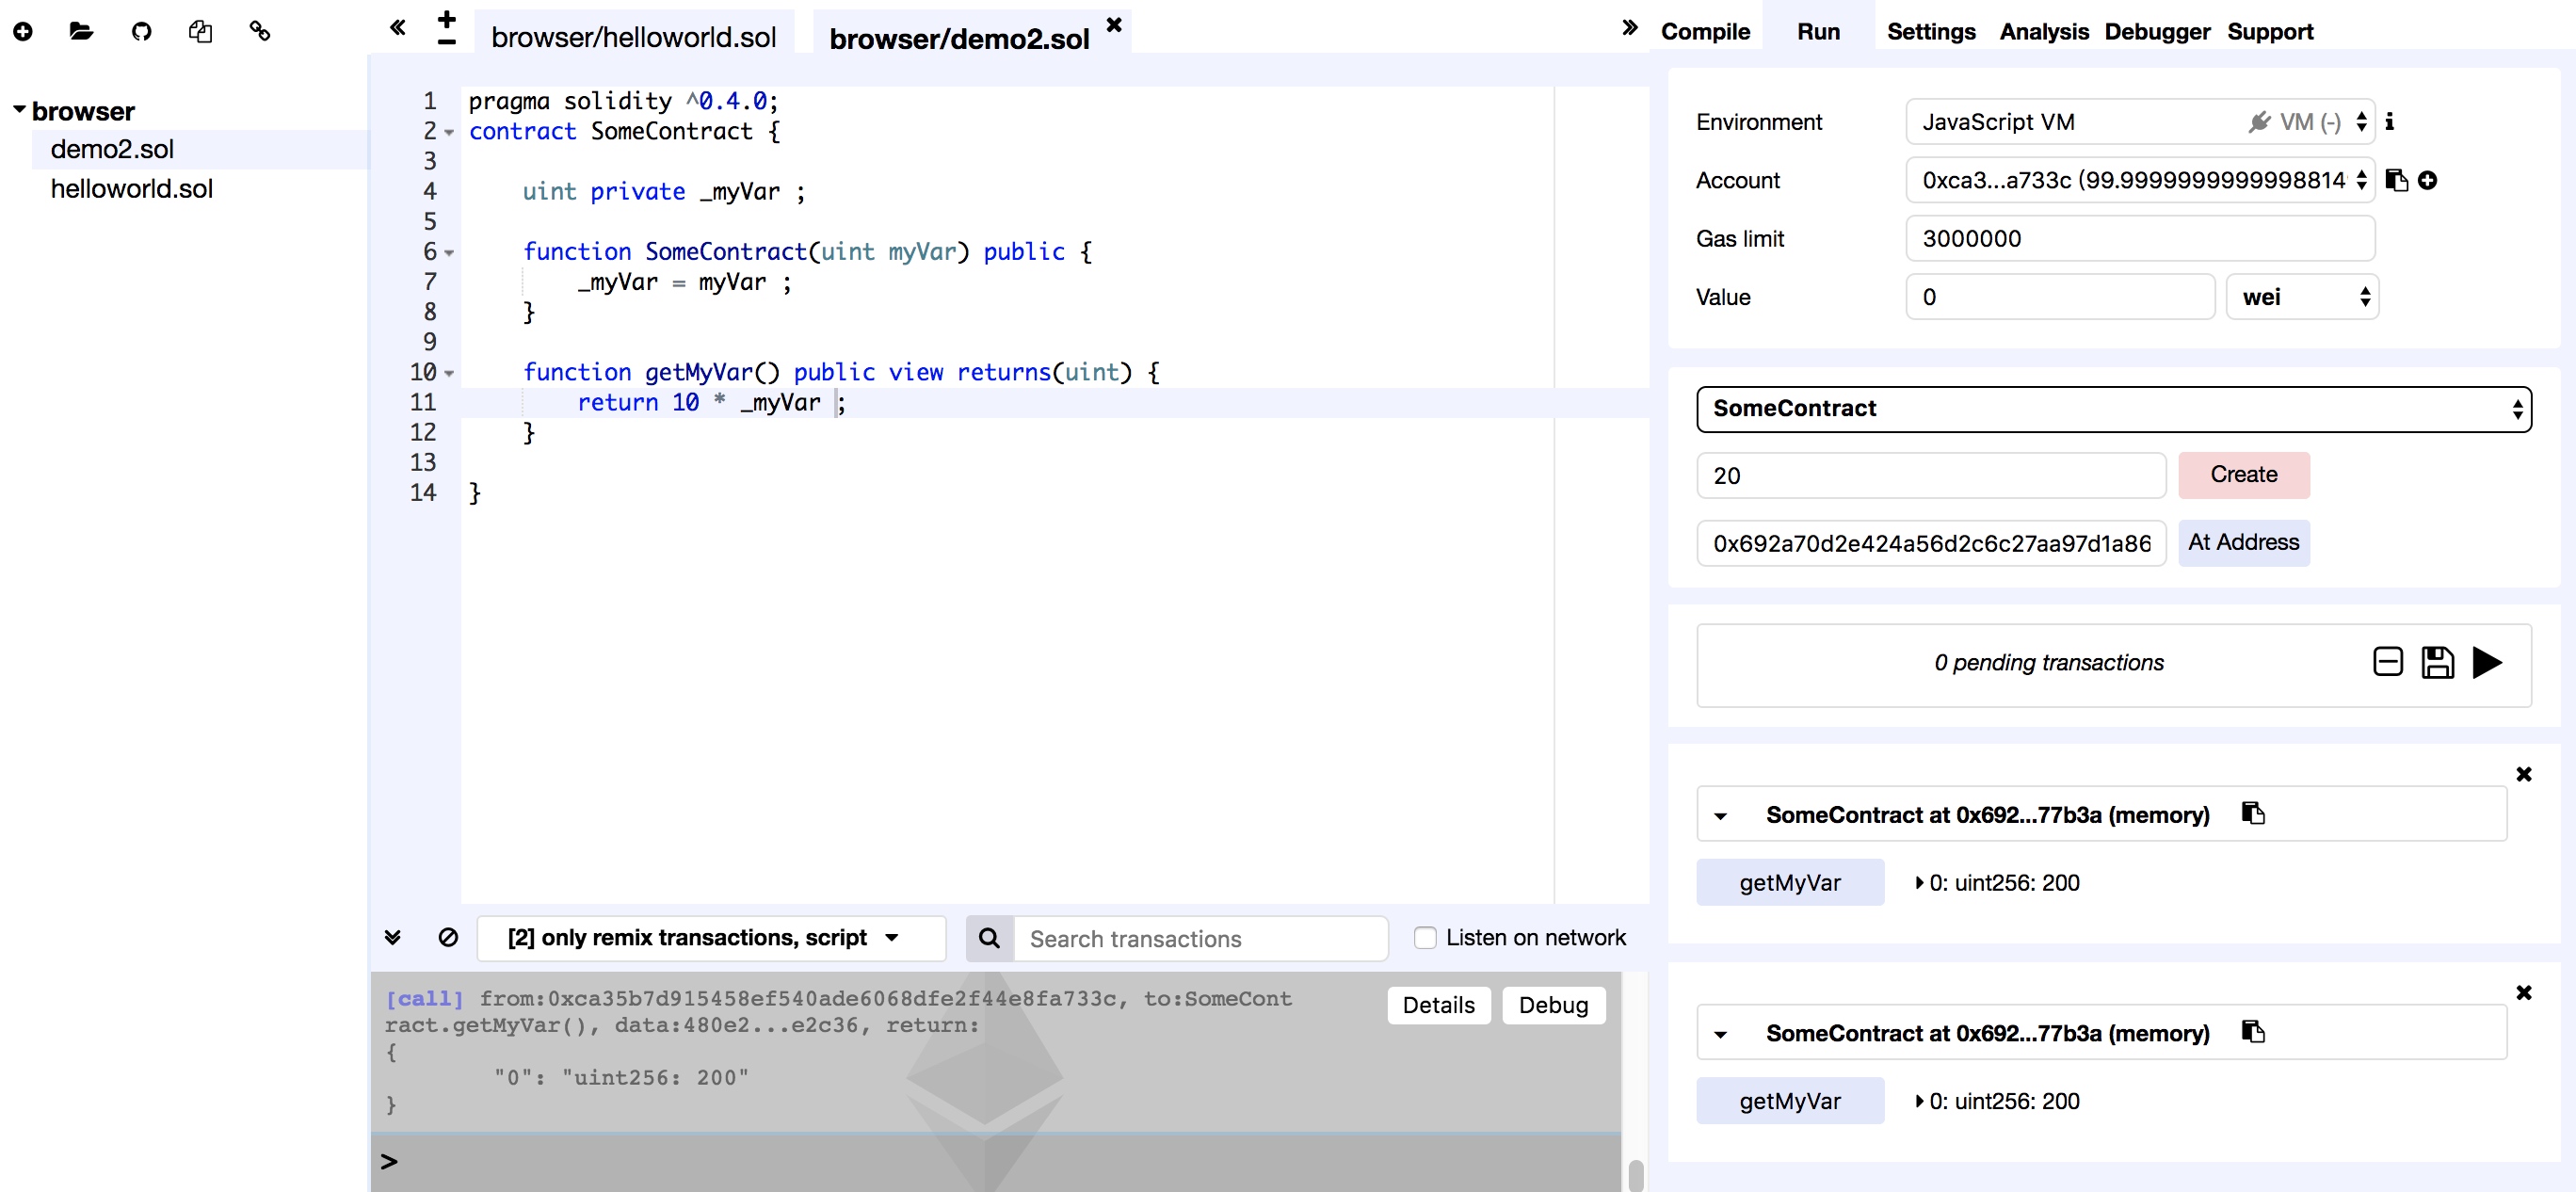 browser/helloworld.sol
browser/demo2.sol
Compile
Run
Settings
Analysis
Debugger
Support
browser
demo2.sol
helloworld.sol
1 pragma solidity ^0.4.0;
2 contract SomeContract {
3
4 uint private _myVar ;
5
6 function SomeContract(uint myVar) public {
7 _myVar = myVar ;
8 }
9
10 function getMyVar() public view returns(uint) {
11 return 10 * _myVar ;
12 }
13
14 }
[2] only remix transactions, script
Search transactions
Listen on network
[call] from:0xca35b7d915458ef540ade6068dfe2f44e8fa733c, to:SomeCont
ract.getMyVar(), data:480e2...e2c36, return:
{
"0": "uint256: 200"
}
Details
Debug
>
Environment
JavaScript VM
VM (-)
Account
0xca3...a733c (99.99999999999998814
Gas limit
3000000
Value
0
wei
SomeContract
20
Create
0x692a70d2e424a56d2c6c27aa97d1a86
At Address
0 pending transactions
SomeContract at 0x692...77b3a (memory)
getMyVar
0: uint256: 200
SomeContract at 0x692...77b3a (memory)
getMyVar
0: uint256: 200